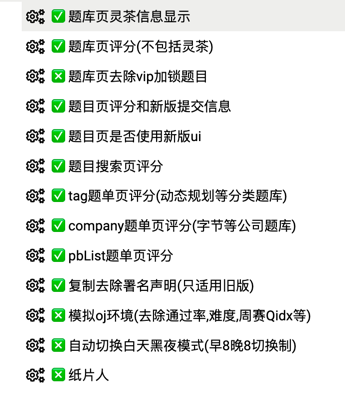 题库页灵茶信息显示
题库页评分(不包括灵茶)
题库页去除vip加锁题目
题目页评分和新版提交信息
题目页是否使用新版ui
题目搜索页评分
tag题单页评分(动态规划等分类题库)
company题单页评分(字节等公司题库)
pbList题单页评分
复制去除署名声明(只适用旧版)
模拟oj环境(去除通过率,难度,周赛Qidx等)
自动切换白天黑夜模式(早8晚8切换制)
纸片人